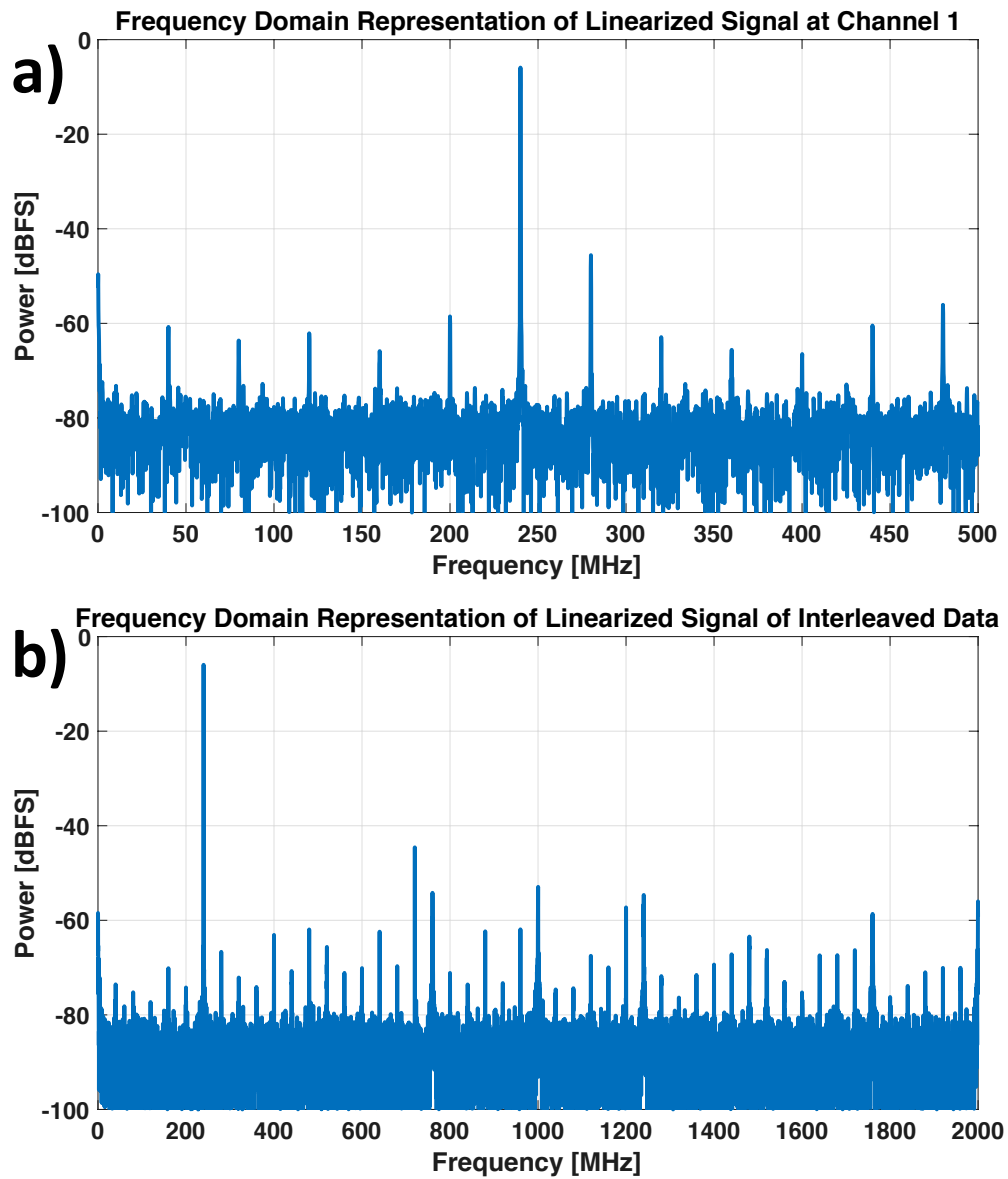 Frequency Domain Representation of Linearized Signal at Channel 1
a)
0
-20
-40
-60
-80
-100
Power [dBFS]
0 50 100 150 200 250 300 350 400 450 500
Frequency [MHz]
Frequency Domain Representation of Linearized Signal of Interleaved Data
b)
0
-20
-40
-60
-80
-100
Power [dBFS]
0 200 400 600 800 1000 1200 1400 1600 1800 2000
Frequency [MHz]